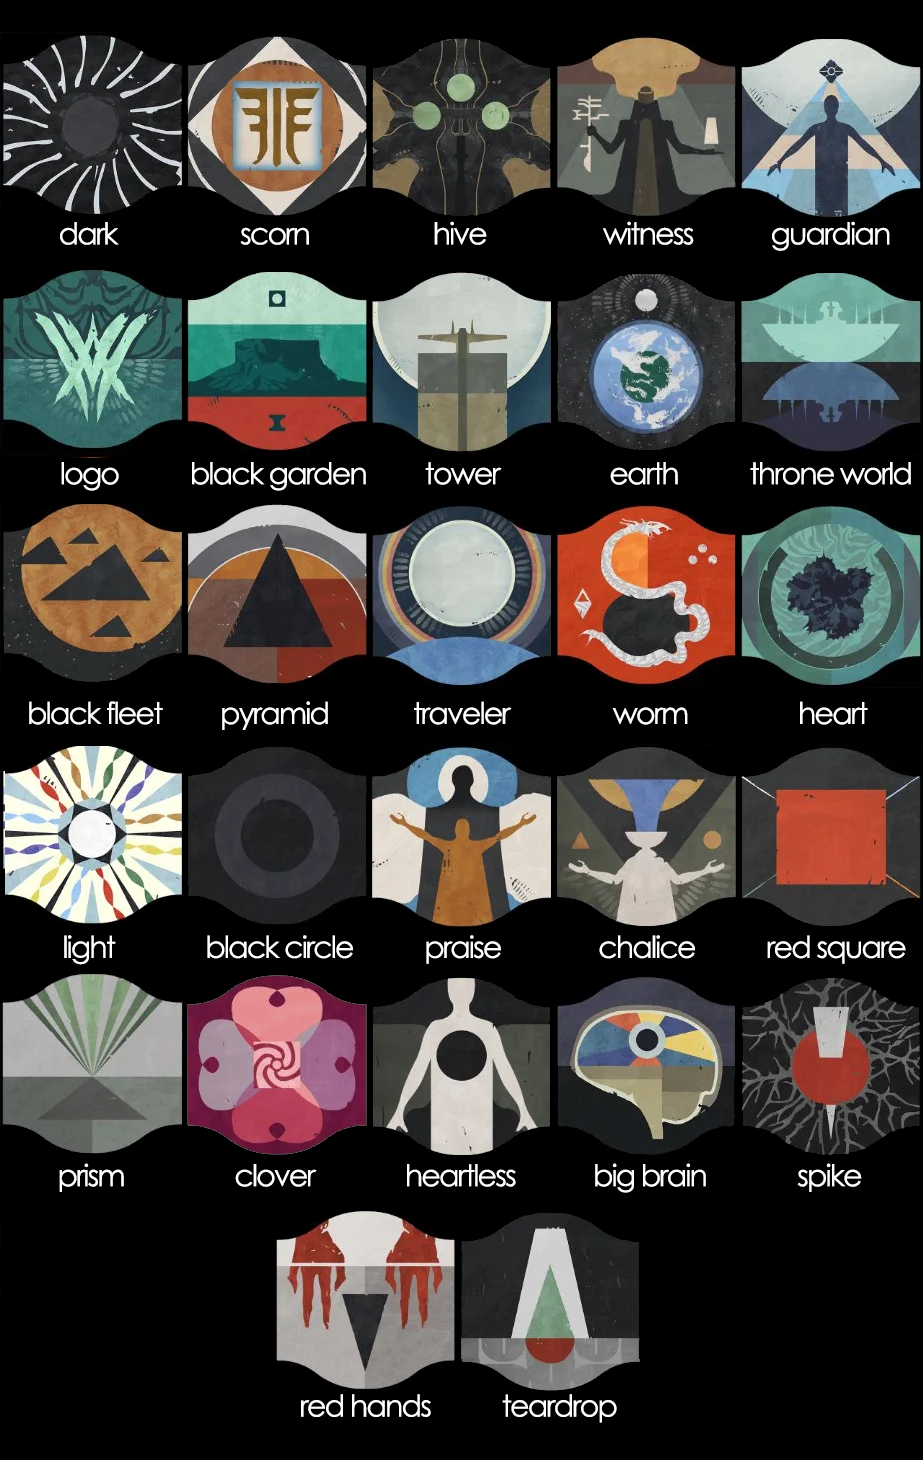 dark scorn hive witness guardian
logo black garden tower earth throne world
black fleet pyramid traveler worm heart
light black circle praise chalice red square
prism clover heartless big brain spike
red hands teardrop